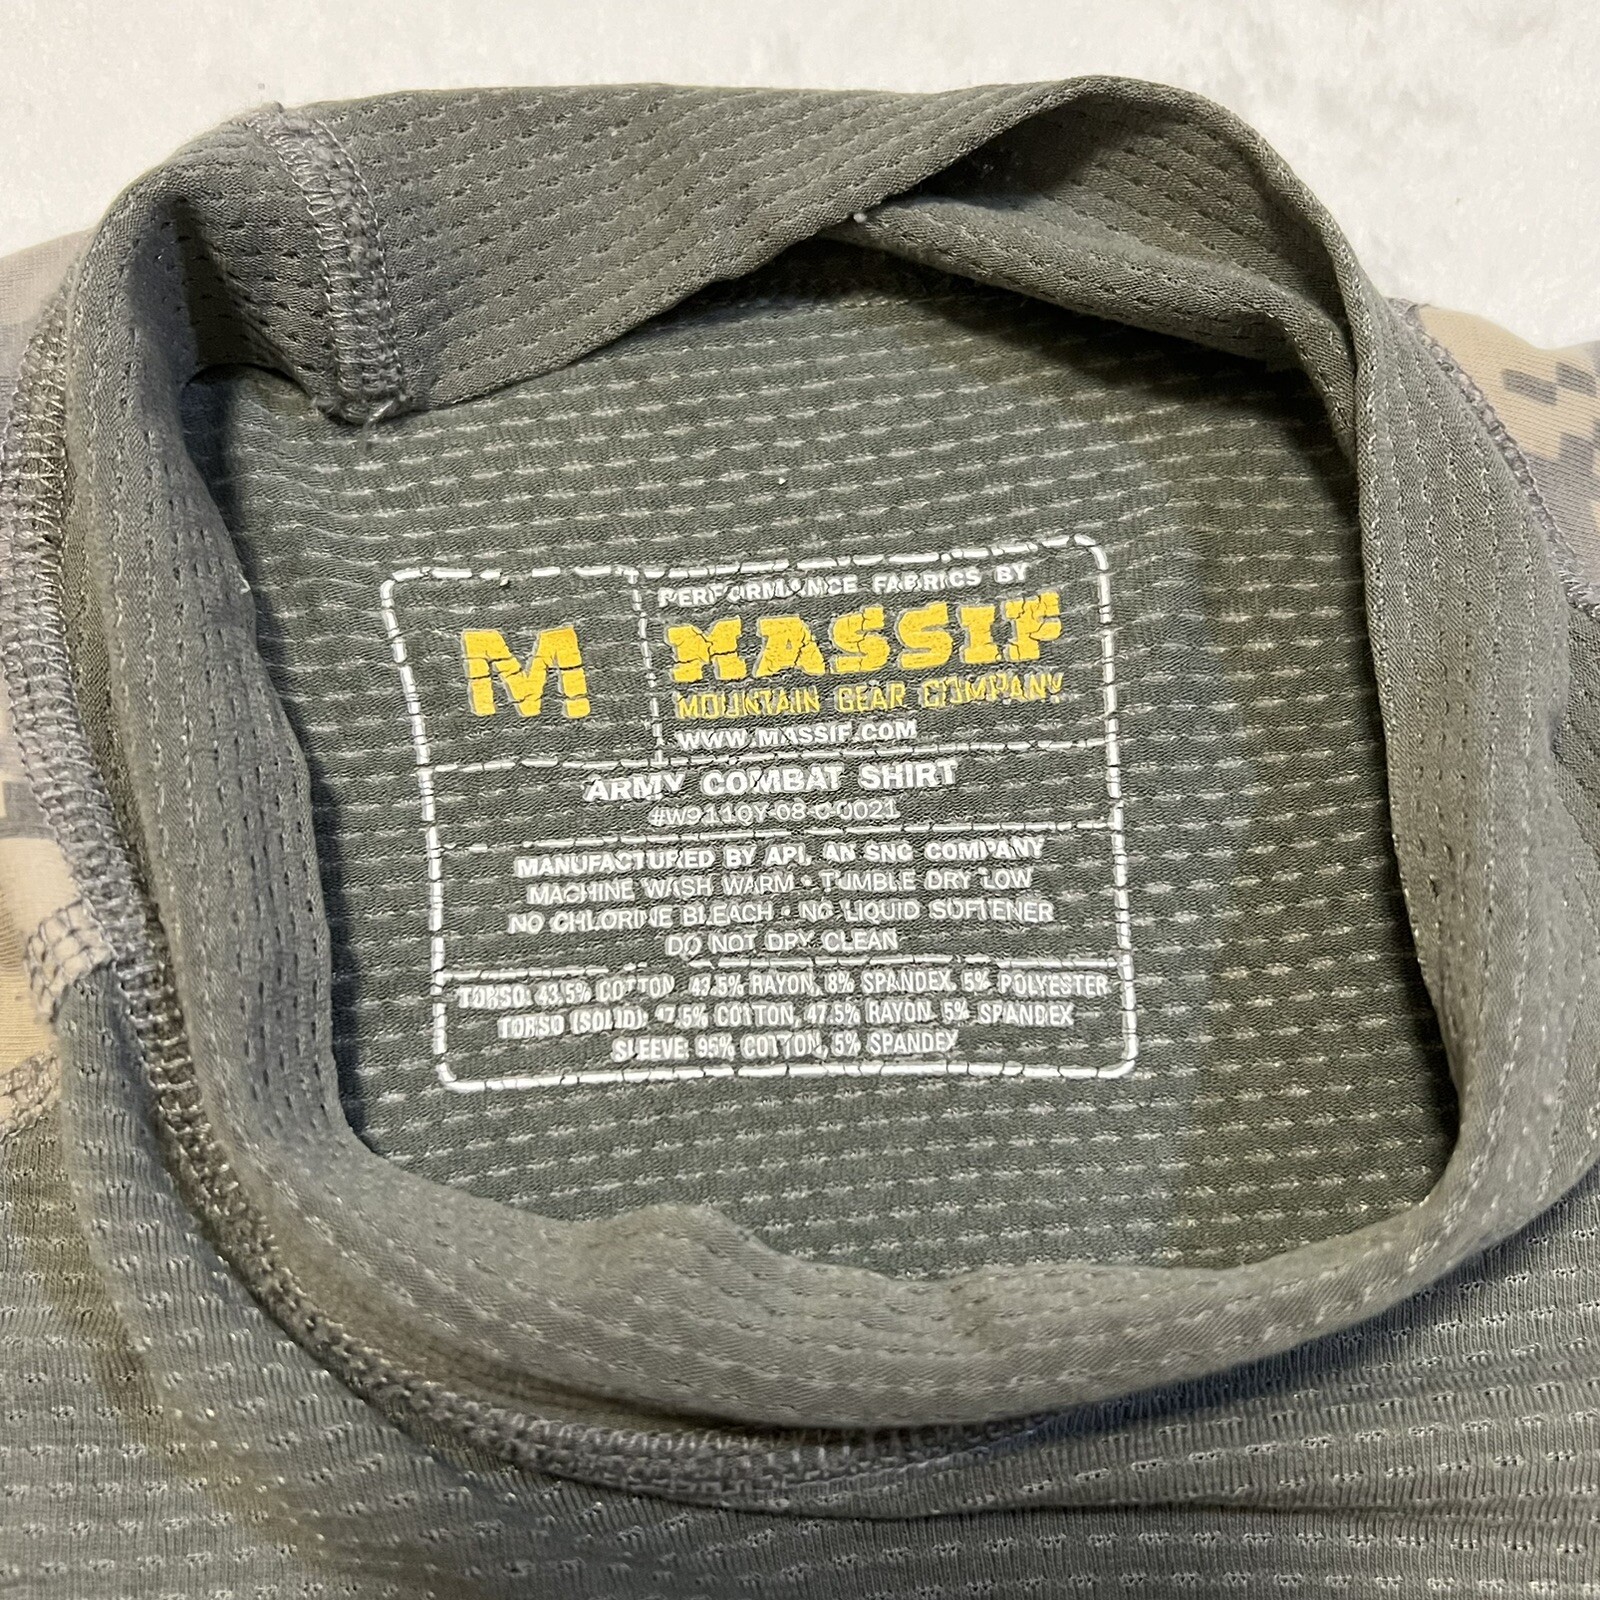 M
PERFORMANCE FABRICS BY
MASSIF
MOUNTAIN GEAR COMPANY
WWW.MASSIF.COM
ARMY COMBAT SHIRT
#W911QY-08-C-0021
MANUFACTURED BY API, AN SNC COMPANY
MACHINE WASH WARM • TUMBLE DRY LOW
NO CHLORINE BLEACH • NO LIQUID SOFTENER
DO NOT DRY CLEAN
TORSO: 43.5% COTTON, 43.5% RAYON, 8% SPANDEX, 5% POLYESTER
TORSO (SOLID): 47.5% COTTON, 47.5% RAYON, 5% SPANDEX
SLEEVE: 95% COTTON, 5% SPANDEX